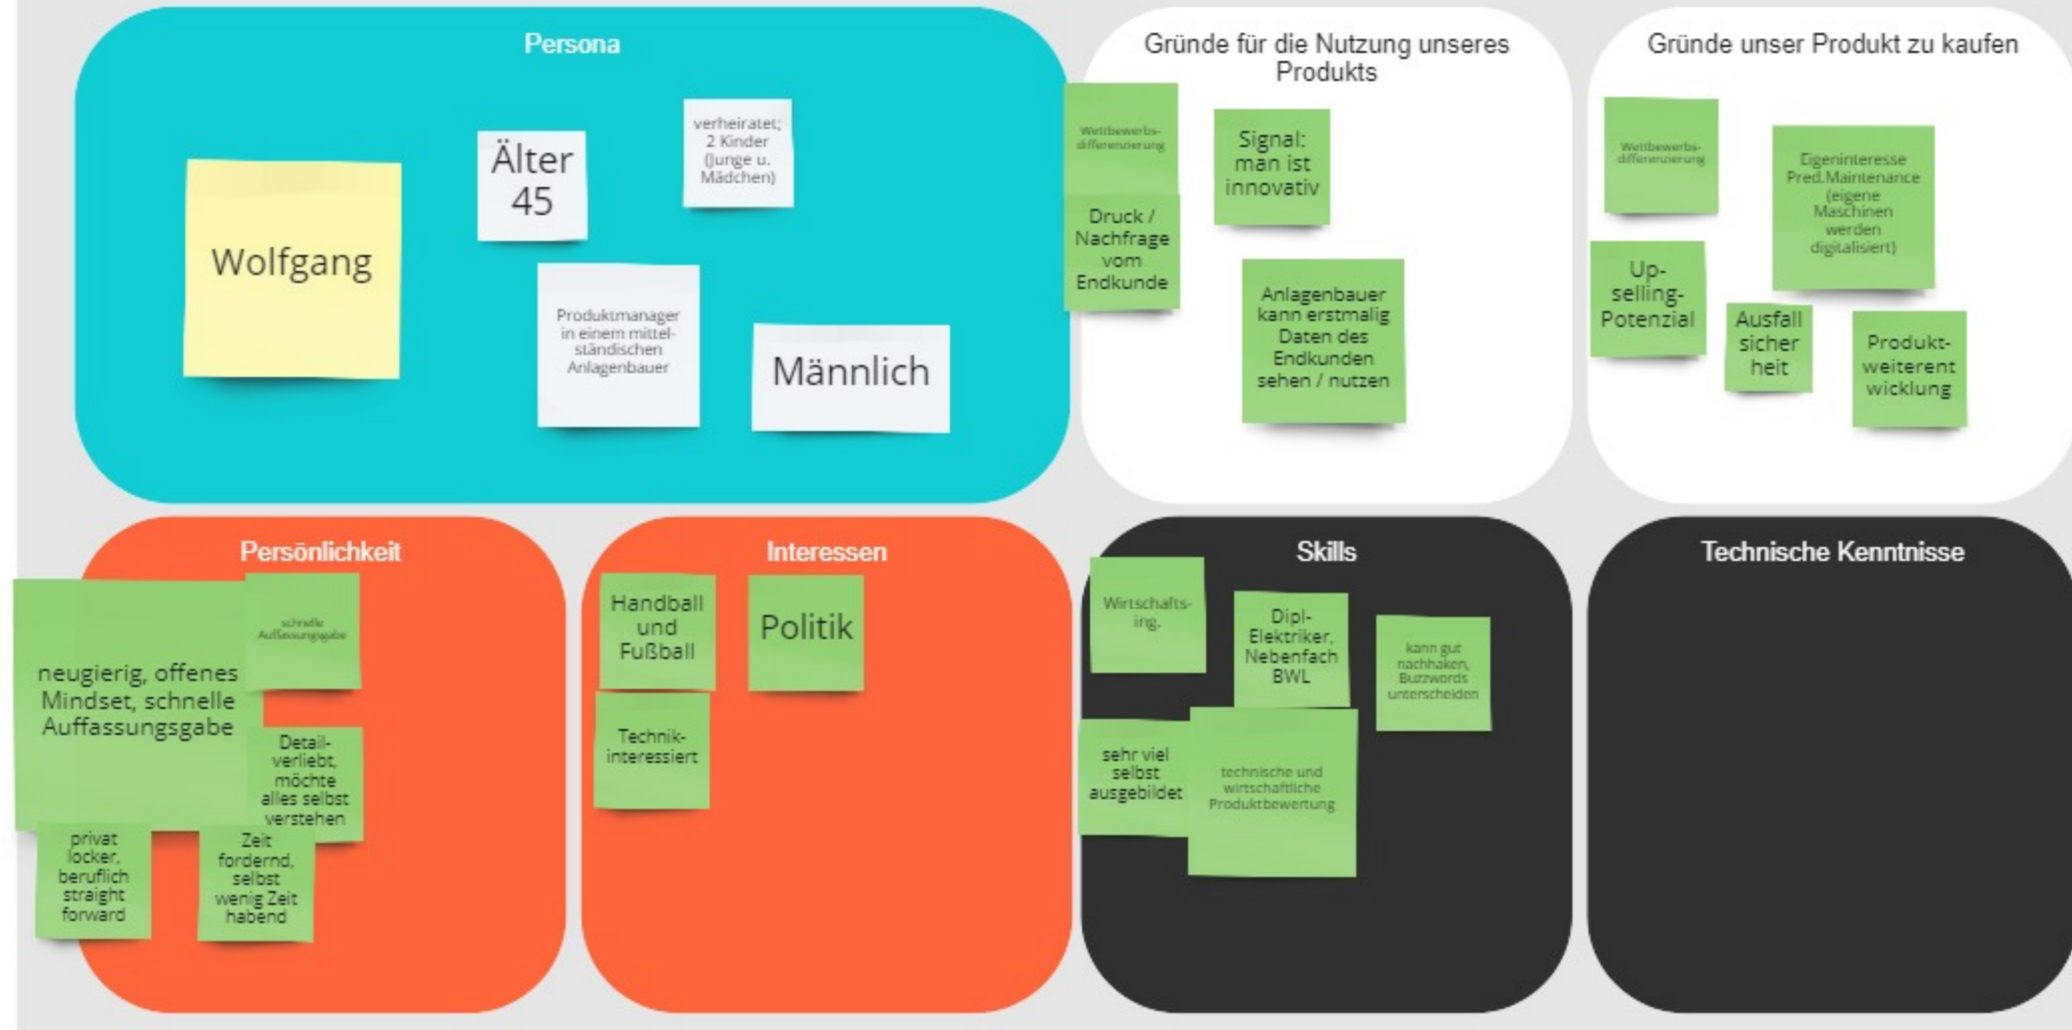 Persona
Wolfgang
Älter
45
verheiratet;
2 Kinder
(Junge u.
Mädchen)
Produktmanager
in einem mittel-
ständischen
Anlagenbauer
Männlich
Gründe für die Nutzung unseres
Produkts
Wettbewerbs-
differenzierung
Signal:
man ist
innovativ
Druck /
Nachfrage
vom
Endkunde
Anlagenbauer
kann erstmalig
Daten des
Endkunden
sehen / nutzen
Gründe unser Produkt zu kaufen
Wettbewerbs-
differenzierung
Eigeninteresse
Pred.Maintenance
(eigene
Maschinen
werden
digitalisiert)
Up-
selling-
Potenzial
Ausfall
sicher
heit
Produkt-
weiterent
wicklung
Persönlichkeit
schnelle
Auffassungsgabe
neugierig, offenes
Mindset, schnelle
Auffassungsgabe
Detail-
verliebt,
möchte
alles selbst
verstehen
privat
locker,
beruflich
straight
forward
Zeit
fordernd,
selbst
wenig Zeit
habend
Interessen
Handball
und
Fußball
Politik
Technik-
interessiert
Skills
Wirtschafts-
ing.
Dipl-
Elektriker,
Nebenfach
BWL
kann gut
nachhaken,
Buzzwords
unterscheiden
sehr viel
selbst
ausgebildet
technische und
wirtschaftliche
Produktbewertung
Technische Kenntnisse